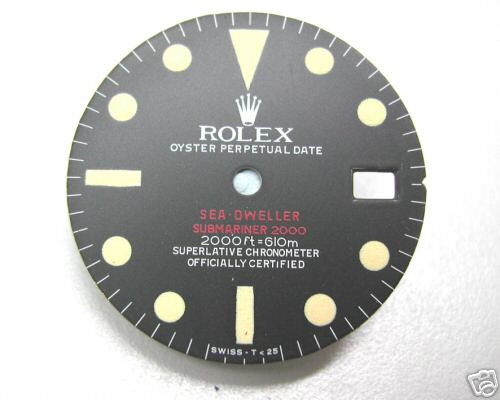 ROLEX
OYSTER PERPETUAL DATE
SEA-DWELLER
SUBMARINER 2000
2000ft=610m
SUPERLATIVE CHRONOMETER
OFFICIALLY CERTIFIED
SWISS - T < 25